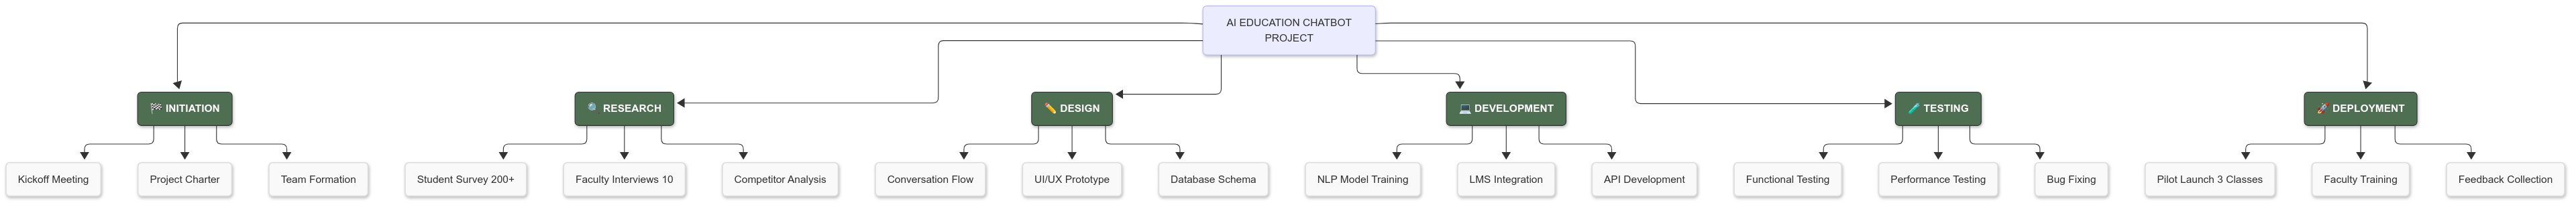 AI EDUCATION CHATBOT
PROJECT
🏁 INITIATION
🔍 RESEARCH
✏️ DESIGN
💻 DEVELOPMENT
🧪 TESTING
🚀 DEPLOYMENT
Kickoff Meeting
Project Charter
Team Formation
Student Survey 200+
Faculty Interviews 10
Competitor Analysis
Conversation Flow
UI/UX Prototype
Database Schema
NLP Model Training
LMS Integration
API Development
Functional Testing
Performance Testing
Bug Fixing
Pilot Launch 3 Classes
Faculty Training
Feedback Collection